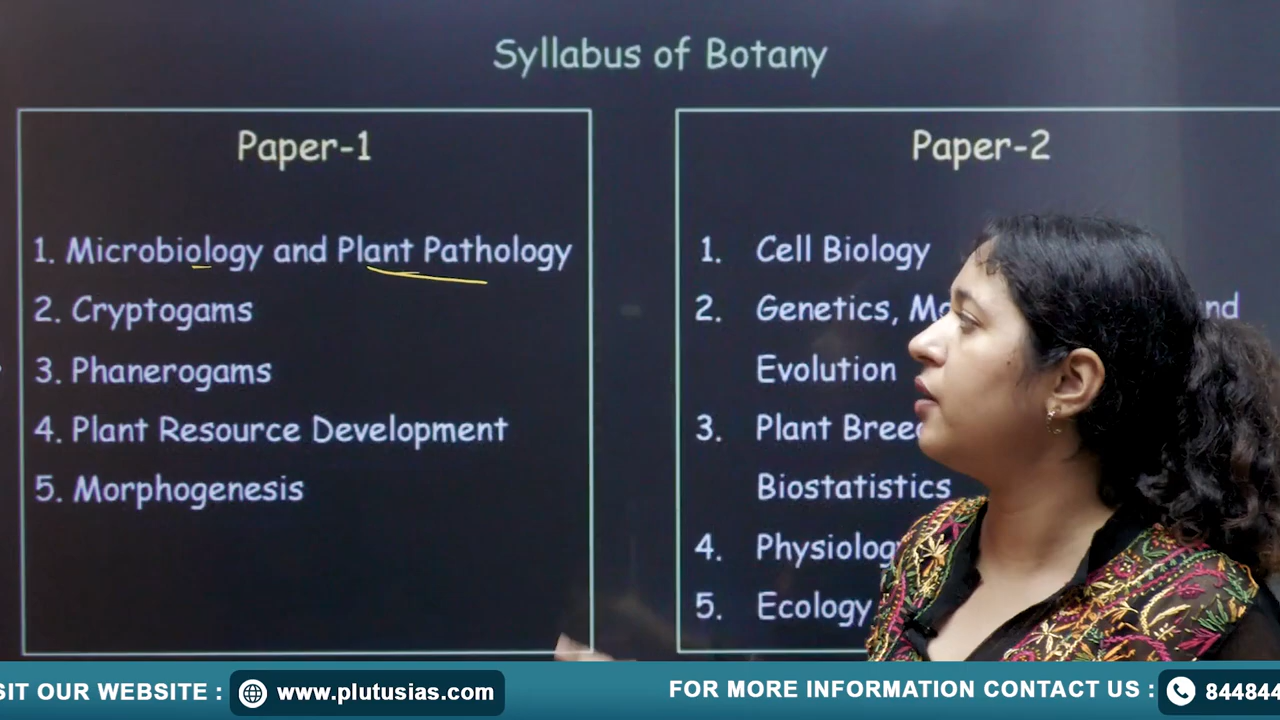 Syllabus of Botany
Paper-1
1. Microbiology and Plant Pathology
2. Cryptogams
3. Phanerogams
4. Plant Resource Development
5. Morphogenesis
Paper-2
1. Cell Biology
2. Genetics,
Evolution
3. Plant
Biostatistics
4.
5. Ecology
SIT OUR WEBSITE : www.plutusias.com
FOR MORE INFORMATION CONTACT US : 844844